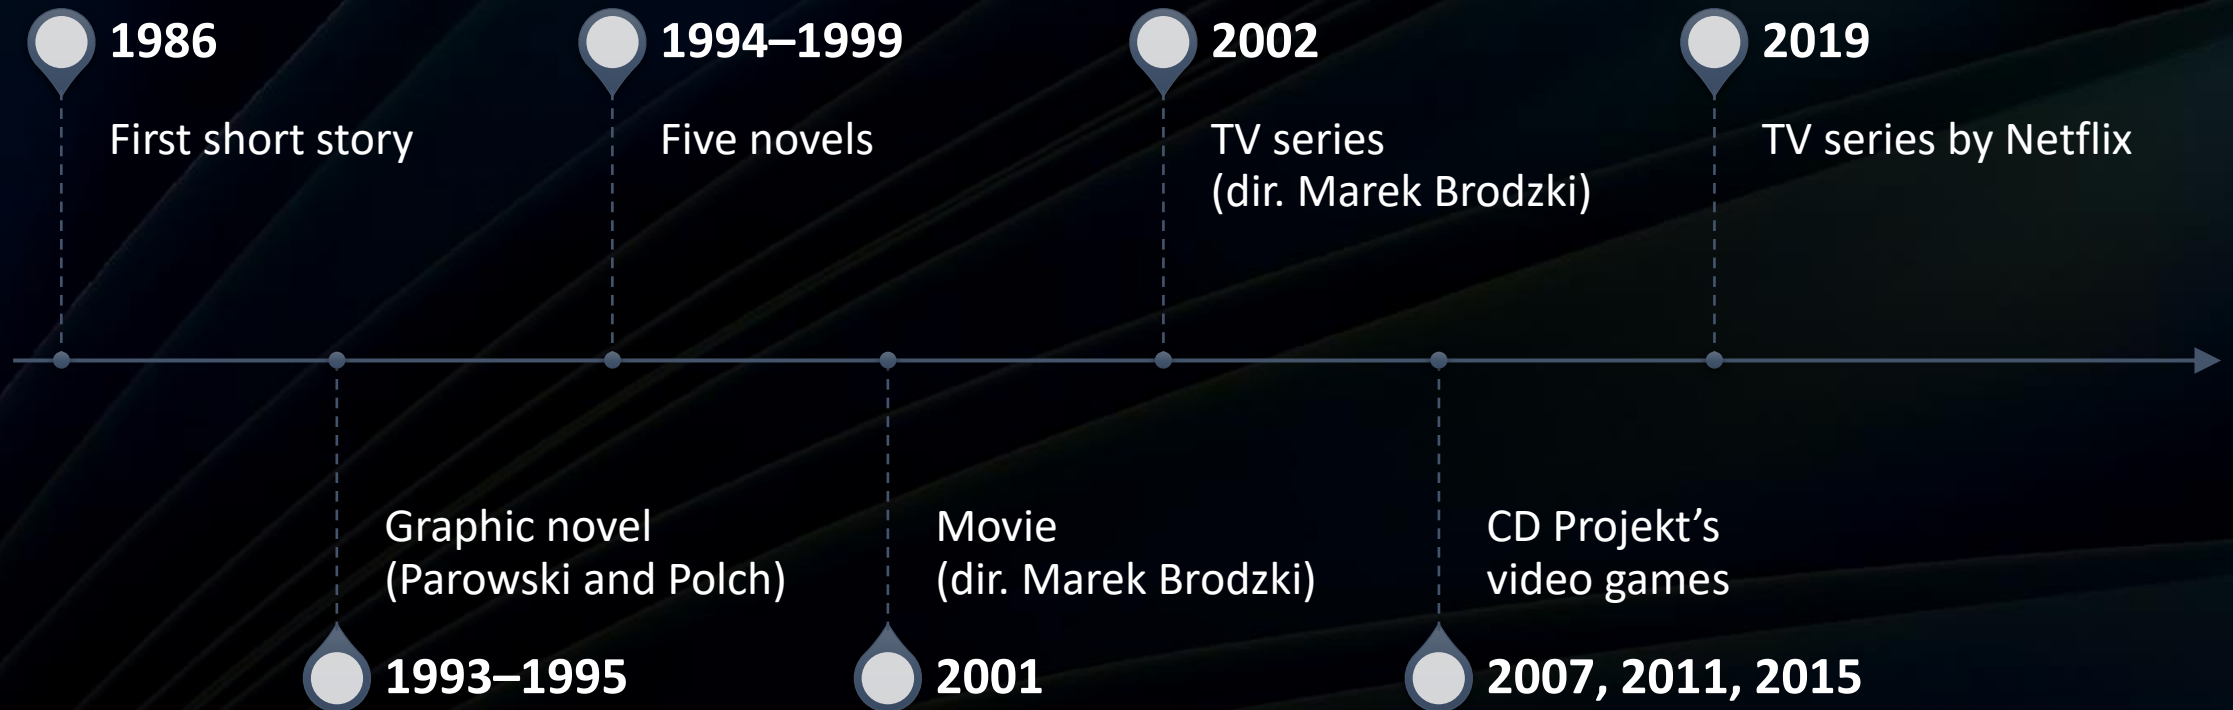 1986
First short story
1993–1995
Graphic novel
(Parowski and Polch)
1994–1999
Five novels
2001
Movie
(dir. Marek Brodzki)
2002
TV series
(dir. Marek Brodzki)
2007, 2011, 2015
CD Projekt’s
video games
2019
TV series by Netflix